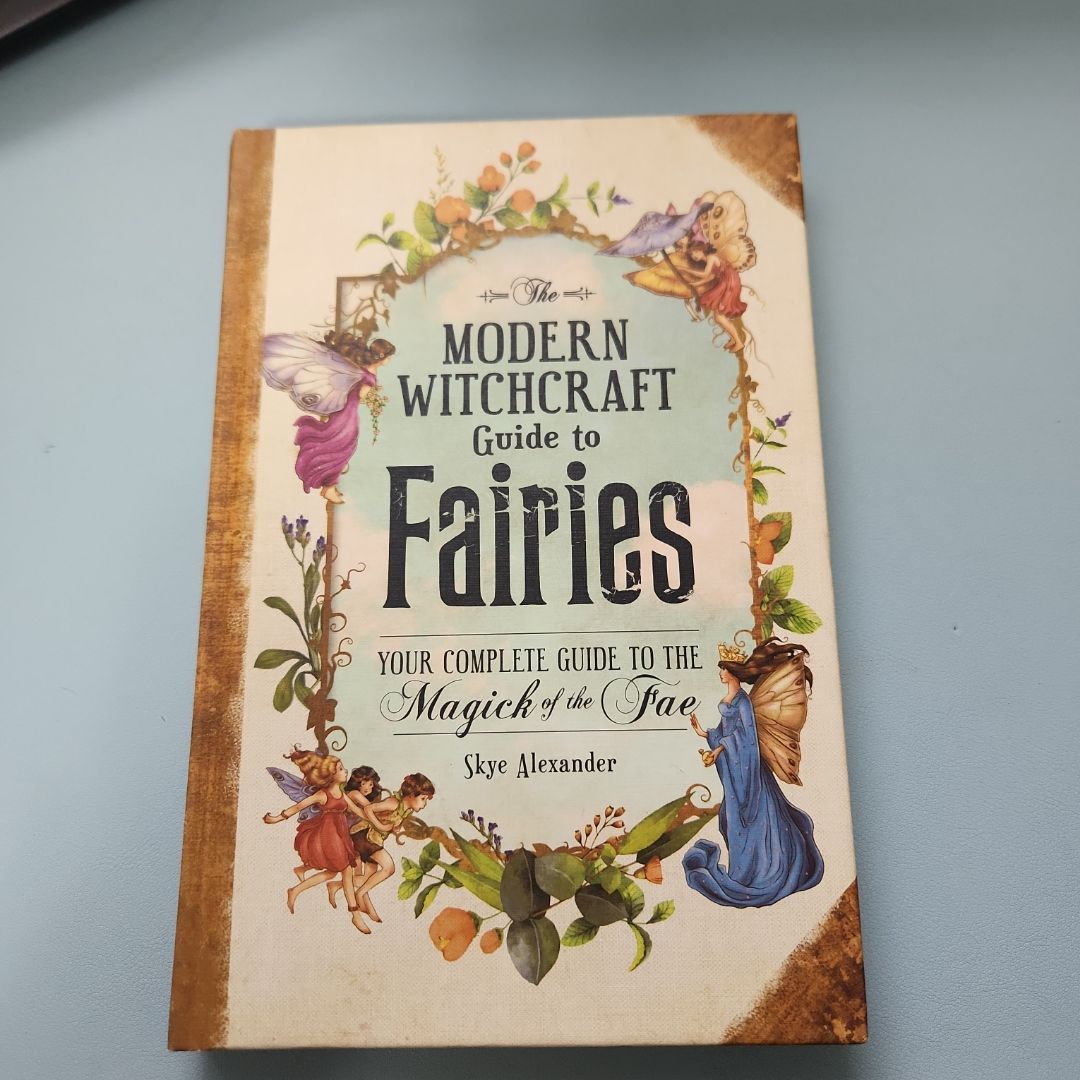 The
MODERN
WITCHCRAFT
Guide to
Fairies
YOUR COMPLETE GUIDE TO THE
Magick of the Fae
Skye Alexander